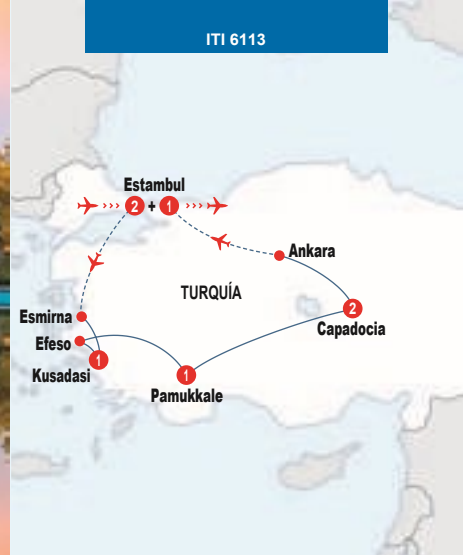 ITI 6113
Estambul
2 + 1
Ankara
TURQUÍA
2
Capadocia
Esmirna
Efeso
1
Kusadasi
1
Pamukkale